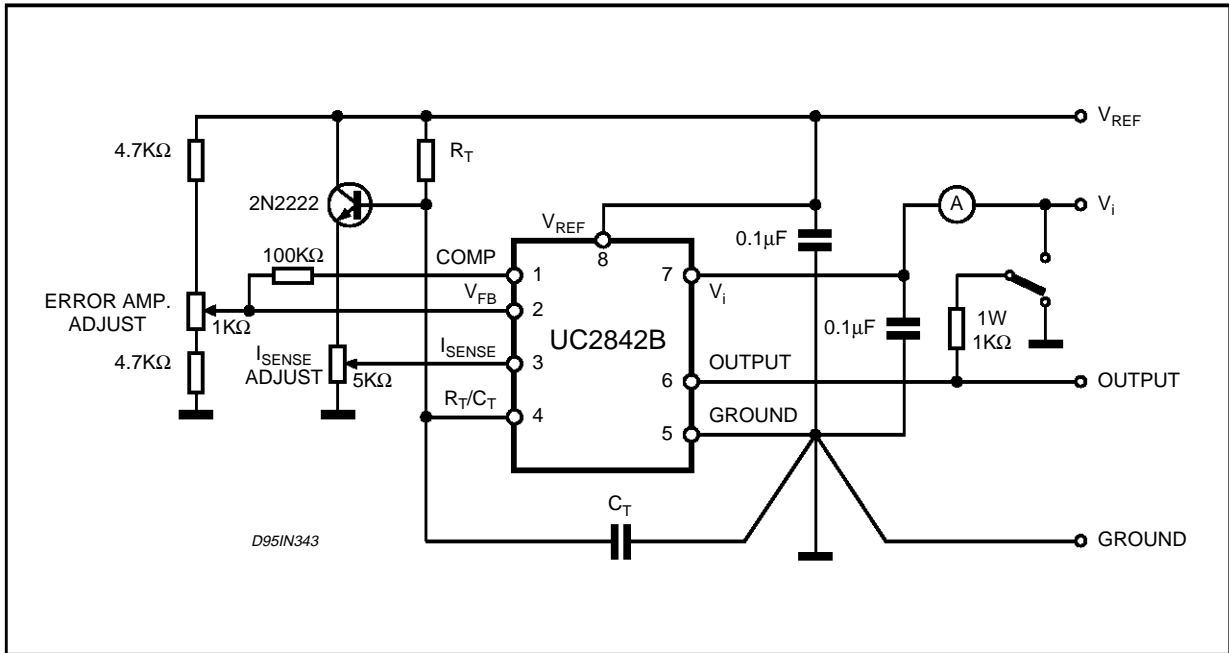 V_REF
4.7KΩ
R_T
2N2222
A
V_i
V_REF
8
0.1µF
100KΩ
COMP
1
7
V_i
V_FB
2
ERROR AMP.
ADJUST
1KΩ
UC2842B
0.1µF
1W
1KΩ
4.7KΩ
I_SENSE
ADJUST
5KΩ
I_SENSE
3
OUTPUT
6
OUTPUT
R_T/C_T
4
GROUND
5
C_T
D95IN343
GROUND